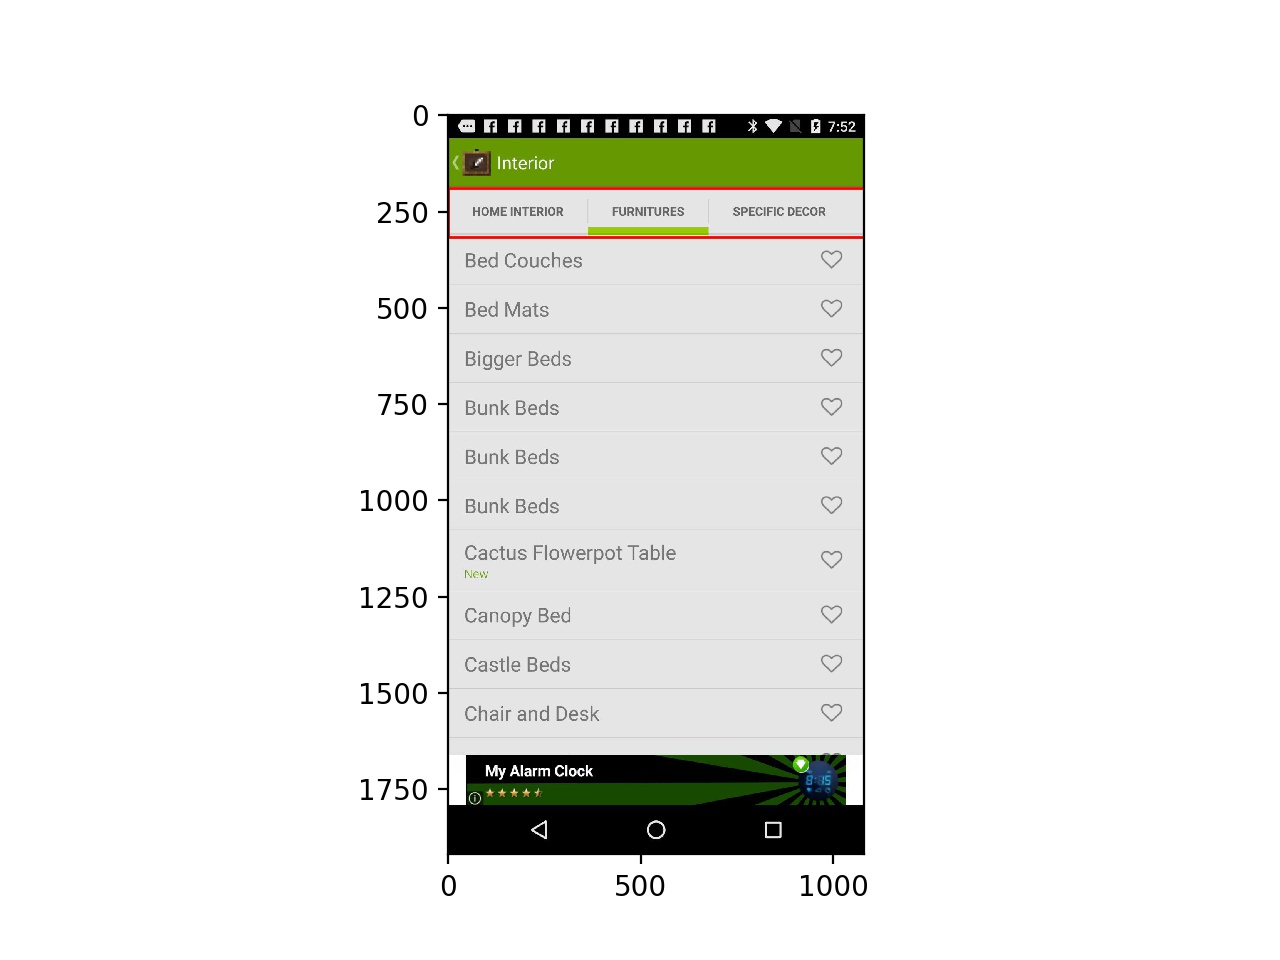 0
250
500
750
1000
1250
1500
1750
0 500 1000
7:52
Interior
HOME INTERIOR FURNITURES SPECIFIC DECOR
Bed Couches
Bed Mats
Bigger Beds
Bunk Beds
Bunk Beds
Bunk Beds
Cactus Flowerpot Table
New
Canopy Bed
Castle Beds
Chair and Desk
My Alarm Clock
8:15